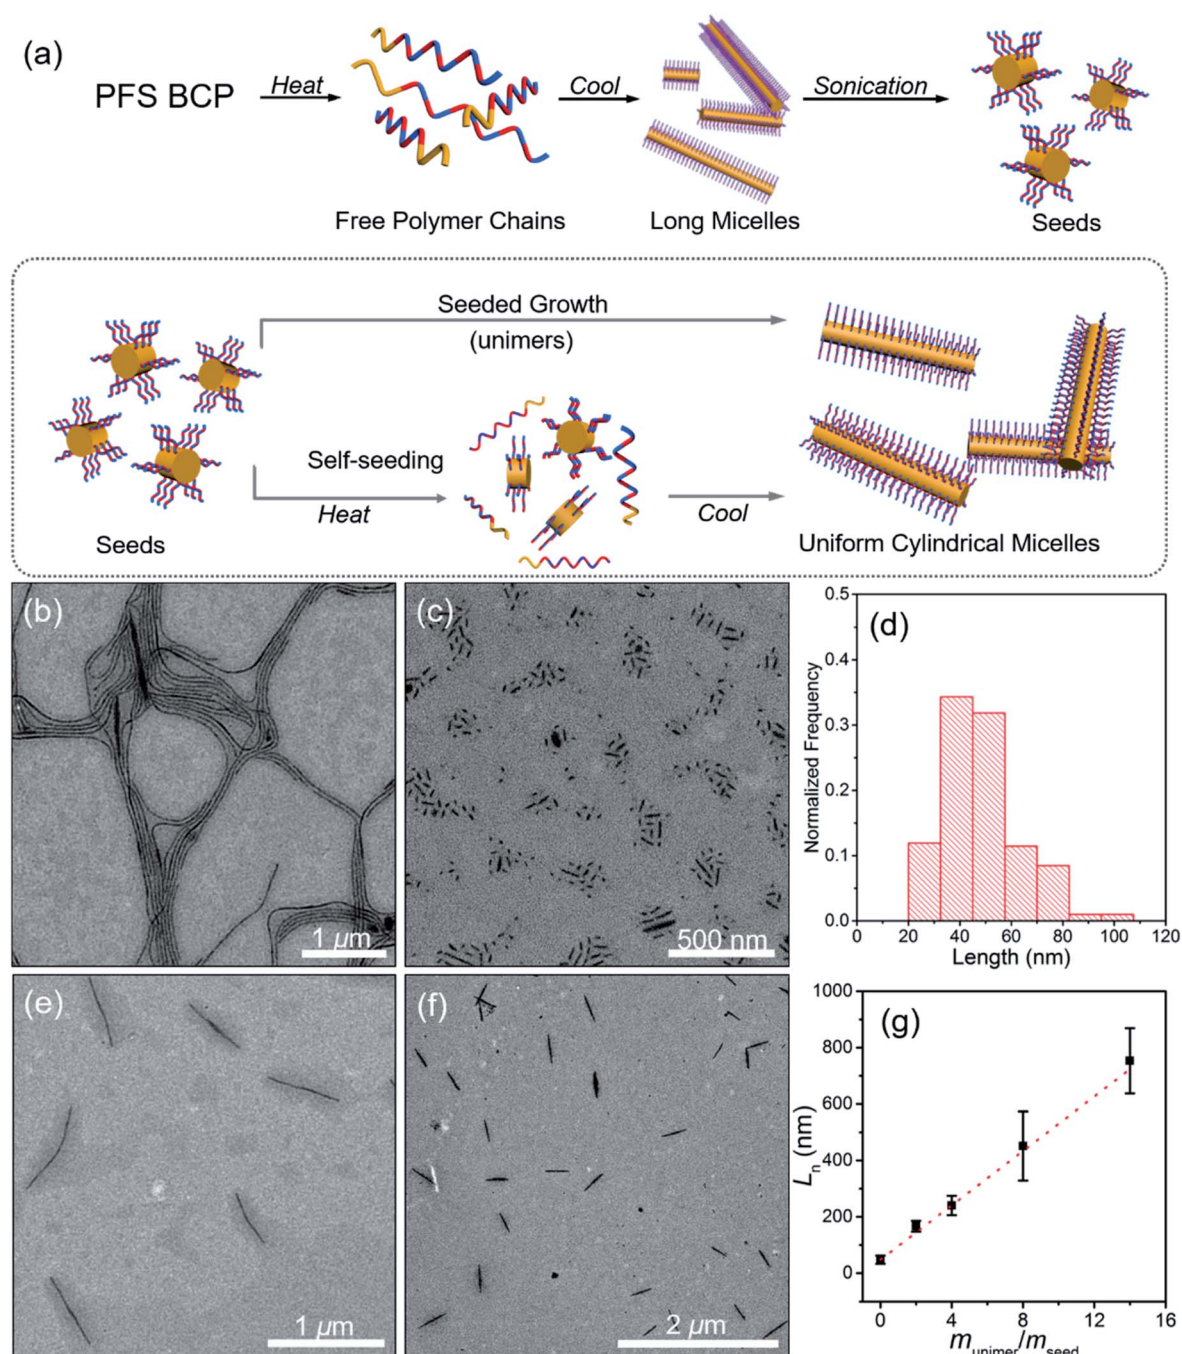 (a)
PFS BCP
Heat
Cool
Sonication
Free Polymer Chains
Long Micelles
Seeds
Seeded Growth
(unimers)
Self-seeding
Heat
Cool
Seeds
Uniform Cylindrical Micelles
(b)
1 µm
(c)
500 nm
(d)
Normalized Frequency
0.5
0.4
0.3
0.2
0.1
0.0
0 20 40 60 80 100 120
Length (nm)
(e)
1 µm
(f)
2 µm
(g)
Ln (nm)
1000
800
600
400
200
0
0 4 8 12 16
munimer/mseed